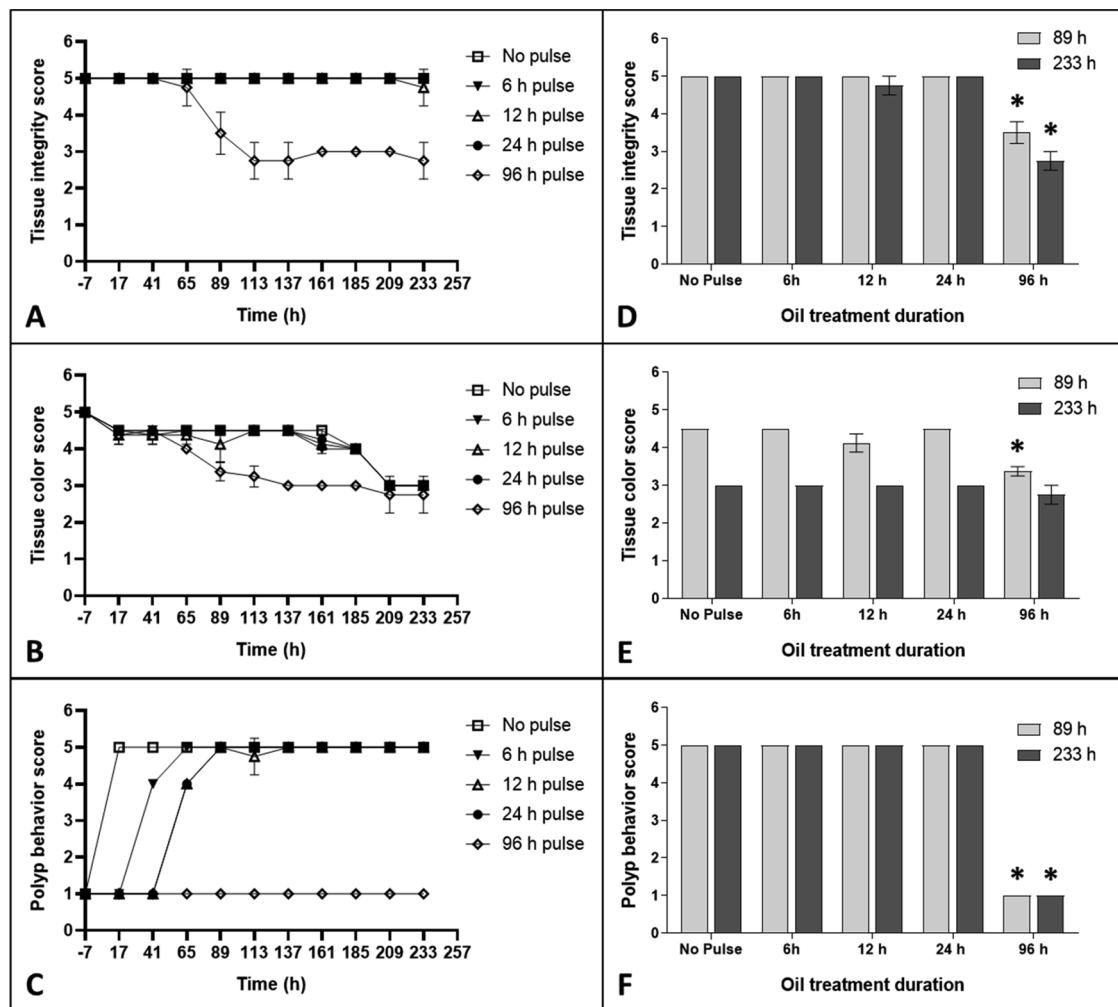 Tissue integrity score
6
5
4
3
2
1
0
-7 17 41 65 89 113 137 161 185 209 233 257
Time (h)
No pulse
6 h pulse
12 h pulse
24 h pulse
96 h pulse
A
Tissue integrity score
6
5
4
3
2
1
0
* *
No Pulse 6h 12 h 24 h 96 h
Oil treatment duration
89 h
233 h
D
Tissue color score
6
5
4
3
2
1
0
-7 17 41 65 89 113 137 161 185 209 233 257
Time (h)
No pulse
6 h pulse
12 h pulse
24 h pulse
96 h pulse
B
Tissue color score
6
5
4
3
2
1
0
*
No Pulse 6h 12 h 24 h 96 h
Oil treatment duration
89 h
233 h
E
Polyp behavior score
6
5
4
3
2
1
0
-7 17 41 65 89 113 137 161 185 209 233 257
Time (h)
No pulse
6 h pulse
12 h pulse
24 h pulse
96 h pulse
C
Polyp behavior score
6
5
4
3
2
1
0
* *
No Pulse 6h 12 h 24 h 96 h
Oil treatment duration
89 h
233 h
F